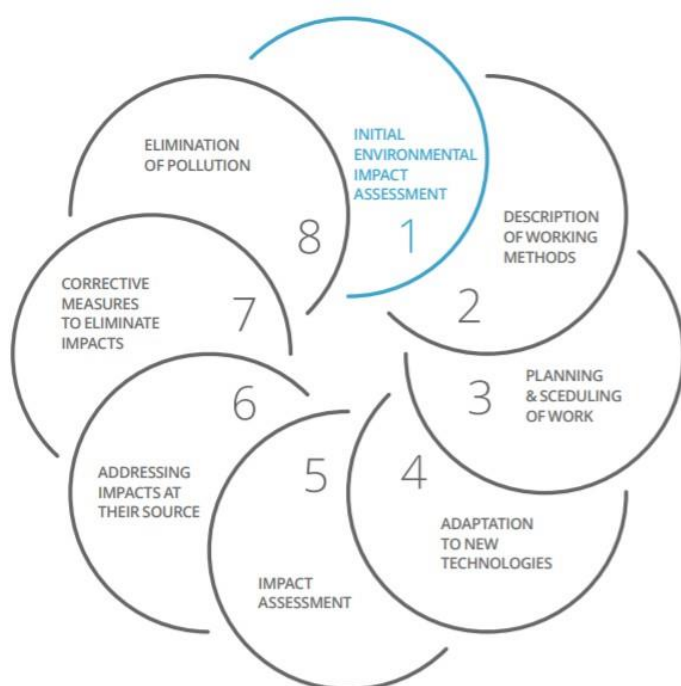 INITIAL
ENVIRONMENTAL
IMPACT
ASSESSMENT
1
DESCRIPTION
OF WORKING
METHODS
2
PLANNING
& SCEDULING
OF WORK
3
ADAPTATION
TO NEW
TECHNOLOGIES
4
IMPACT
ASSESSMENT
5
ADDRESSING
IMPACTS AT
THEIR SOURCE
6
CORRECTIVE
MEASURES
TO ELIMINATE
IMPACTS
7
ELIMINATION
OF POLLUTION
8